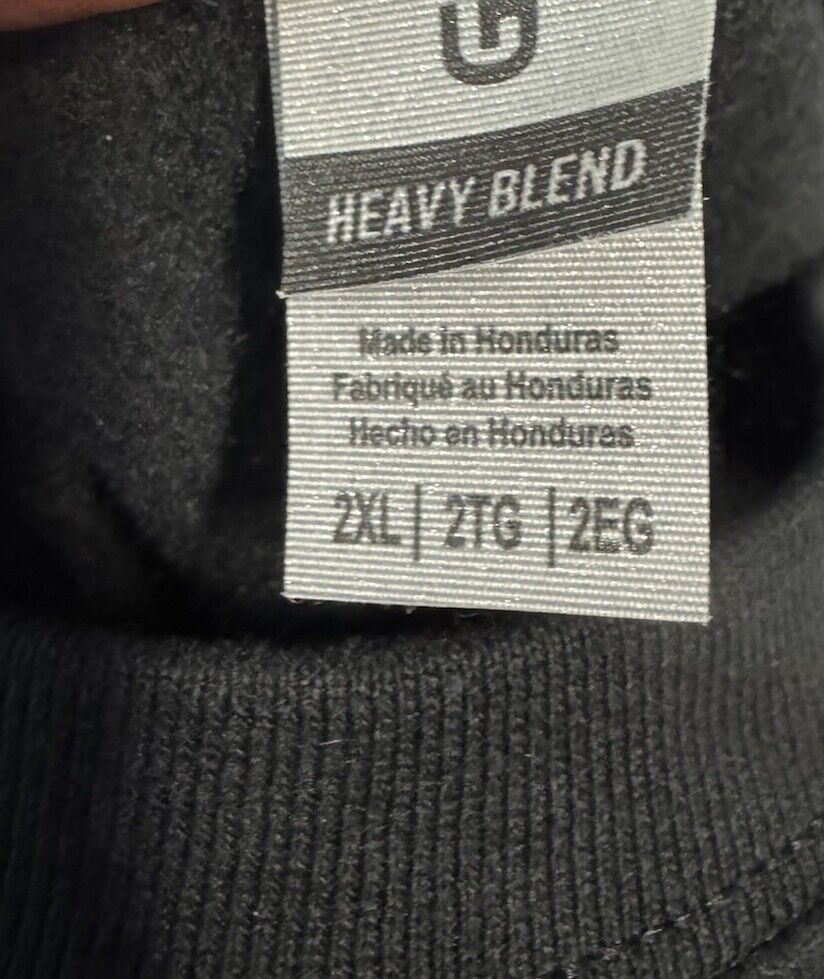 G
HEAVY BLEND
Made in Honduras
Fabriqué au Honduras
Hecho en Honduras
2XL | 2TG | 2EG